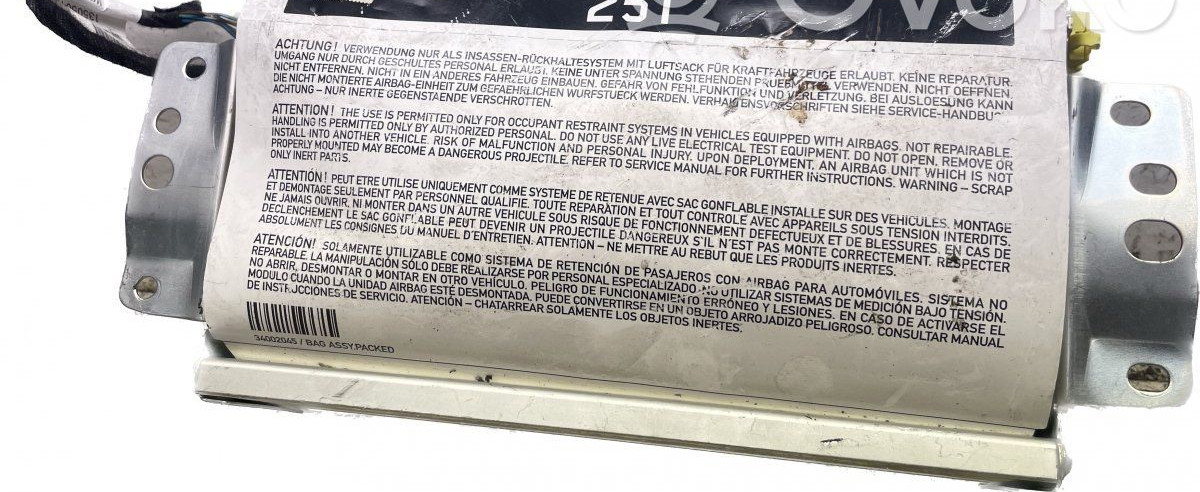 OVOKO
ACHTUNG! VERWENDUNG NUR ALS INSASSEN-RÜCKHALTESYSTEM MIT LUFTSACK FÜR KRAFTFAHRZEUGE ERLAUBT. KEINE REPARATUR.
UMGANG NUR DURCH GESCHULTES PERSONAL ERLAUBT. KEINE UNTER SPANNUNG STEHENDEN PRUEFMITTEL VERWENDEN. NICHT OEFFNEN.
NICHT ENTFERNEN. NICHT IN EIN ANDERES FAHRZEUG EINBAUEN. GEFAHR VON FEHLFUNKTION UND VERLETZUNG. BEI AUSLOESUNG KANN
DIE NICHT MONTIERTE AIRBAG-EINHEIT ZUM GEFAEHRLICHEN WURFSTUECK WERDEN. VERHALTENSVORSCHRIFTEN SIEHE SERVICE-HANDBUCH
ACHTUNG – NUR INERTE GEGENSTAENDE VERSCHROTTEN.
ATTENTION! THE USE IS PERMITTED ONLY FOR OCCUPANT RESTRAINT SYSTEMS IN VEHICLES EQUIPPED WITH AIRBAGS. NOT REPAIRABLE.
HANDLING IS PERMITTED ONLY BY AUTHORIZED PERSONAL. DO NOT USE ANY LIVE ELECTRICAL TEST EQUIPMENT. DO NOT OPEN. REMOVE OR
INSTALL INTO ANOTHER VEHICLE. RISK OF MALFUNCTION AND PERSONAL INJURY. UPON DEPLOYMENT, AN AIRBAG UNIT WHICH IS NOT
PROPERLY MOUNTED MAY BECOME A DANGEROUS PROJECTILE. REFER TO SERVICE MANUAL FOR FURTHER INSTRUCTIONS. WARNING – SCRAP
ONLY INERT PARTS.
ATTENTIÓN! PEUT ETRE UTILISE UNIQUEMENT COMME SYSTEME DE RETENUE AVEC SAC GONFLABLE INSTALLE SUR DES VEHICULES. MONTAGE
ET DEMONTAGE SEULEMENT PAR PERSONNEL QUALIFIE. TOUTE REPARATION ET TOUT CONTROLE AVEC APPAREILS SOUS TENSION INTERDITS.
NE JAMAIS OUVRIR. NI MONTER DANS UN AUTRE VEHICULE SOUS RISQUE DE FONCTIONNEMENT DEFECTUEUX ET DE BLESSURES. EN CAS DE
DECLENCHEMENT LE SAC GONFLABLE PEUT DEVENIR UN PROJECTILE DANGEREUX S'IL N'EST PAS MONTE CORRECTEMENT. RESPECTER
ABSOLUMENT LES CONSIGNES DU MANUEL D'ENTRETIEN. ATTENTION – NE METTRE AU REBUT QUE LES PRODUITS INERTES.
ATENCIÓN! SOLAMENTE UTILIZABLE COMO SISTEMA DE RETENCIÓN DE PASAJEROS CON AIRBAG PARA AUTOMÓVILES. SISTEMA NO
REPARABLE. LA MANIPULACIÓN SÓLO DEBE REALIZARSE POR PERSONAL ESPECIALIZADO NO UTILIZAR SISTEMAS DE MEDICIÓN BAJO TENSIÓN.
NO ABRIR, DESMONTAR O MONTAR EN OTRO VEHÍCULO. PELIGRO DE FUNCIONAMIENTO ERRÓNEO Y LESIONES. EN CASO DE ACTIVARSE EL
MODULO CUANDO LA UNIDAD AIRBAG ESTÉ DESMONTADA, PUEDE CONVERTIRSE EN UN OBJETO ARROJADIZO PELIGROSO. CONSULTAR MANUAL
DE INSTRUCCIONES DE SERVICIO. ATENCIÓN – CHATARREAR SOLAMENTE LOS OBJETOS INERTES.
34002045 / BAG ASSY.PACKED